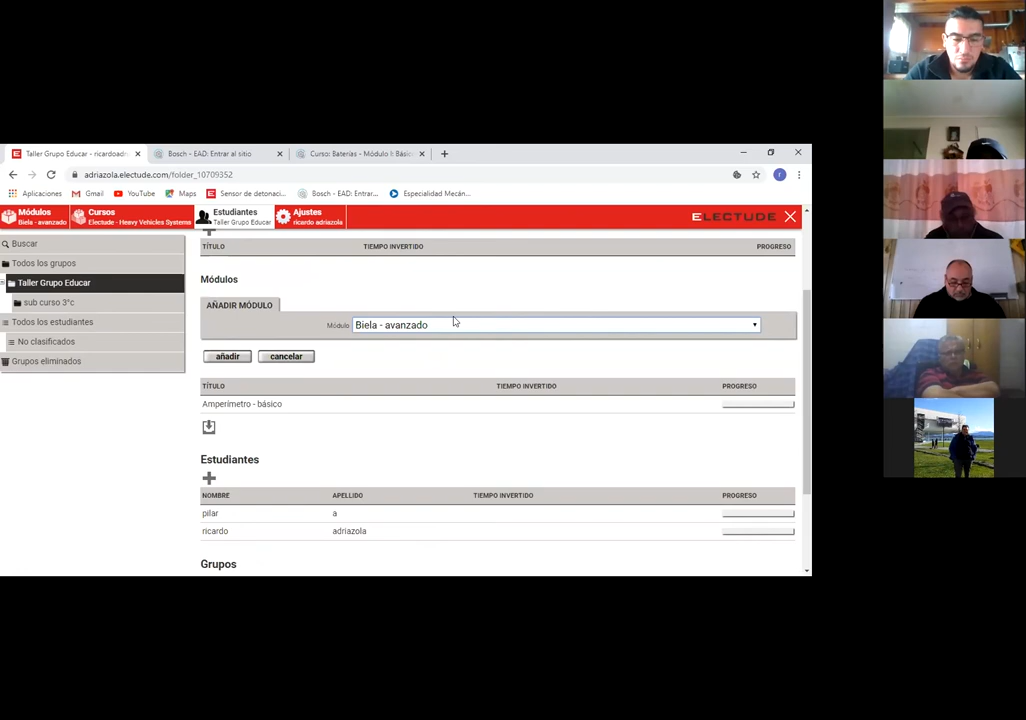 Taller Grupo Educar - ricardoadr
Bosch - EAD: Entrar al sitio
Curso: Baterías - Módulo I: Bási
adriazola.electude.com/folder_10709352
r
Aplicaciones
Gmail
YouTube
Maps
Sensor de detonaci...
Bosch - EAD: Entrar...
Especialidad Mecán...
Módulos
Biela - avanzado
Cursos
Electude - Heavy Vehicles Systems
Estudiantes
Taller Grupo Educar
Ajustes
ricardo adriazola
ELECTUDE
Buscar
Todos los grupos
Taller Grupo Educar
sub curso 3°c
Todos los estudiantes
No clasificados
Grupos eliminados
TÍTULO TIEMPO INVERTIDO PROGRESO
Módulos
AÑADIR MÓDULO
Módulo Biela - avanzado
añadir cancelar
TÍTULO TIEMPO INVERTIDO PROGRESO
Amperímetro - básico
Estudiantes
NOMBRE APELLIDO TIEMPO INVERTIDO PROGRESO
pilar a
ricardo adriazola
Grupos